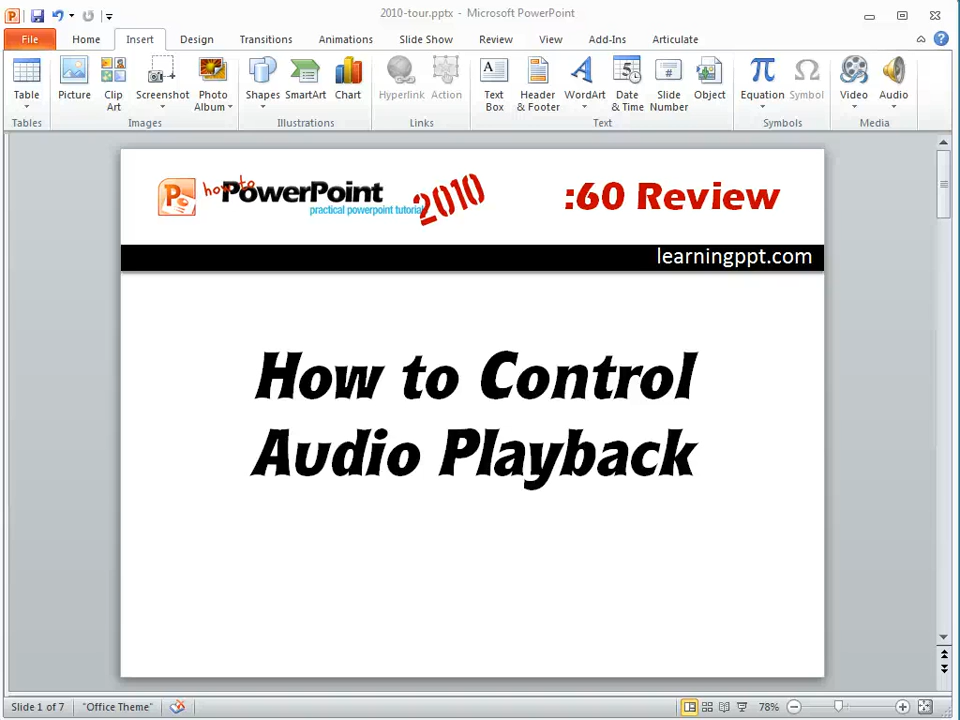 2010-tour.pptx - Microsoft PowerPoint
File Home Insert Design Transitions Animations Slide Show Review View Add-Ins Articulate
Table Picture Clip Art Screenshot Photo Album Shapes SmartArt Chart Hyperlink Action Text Box Header & Footer WordArt Date & Time Slide Number Object Equation Symbol Video Audio
Tables Images Illustrations Links Text Symbols Media
how to PowerPoint 2010 :60 Review
practical powerpoint tutorial
learningppt.com
How to Control
Audio Playback
Slide 1 of 7 "Office Theme" 78%